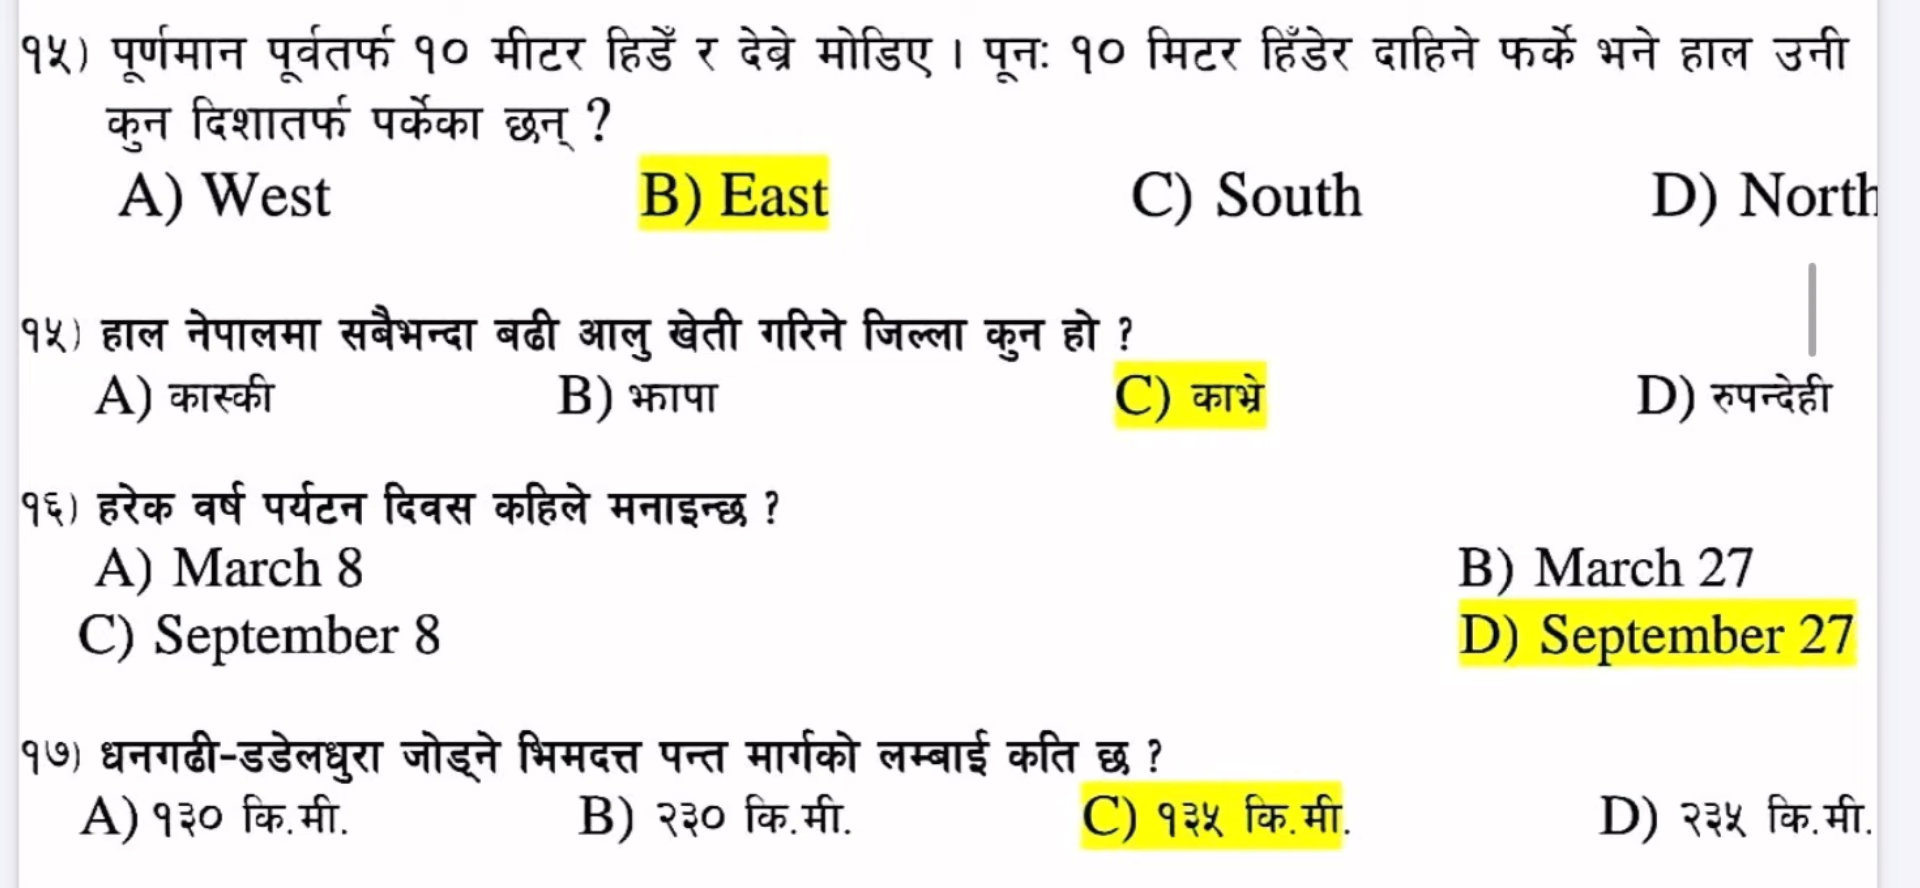 १५) पूर्णमान पूर्वतर्फ १० मीटर हिडेँ र देब्रे मोडिए । पून: १० मिटर हिँडेर दाहिने फर्के भने हाल उनी
कुन दिशातर्फ पर्केका छन् ?
A) West B) East C) South D) North
१५) हाल नेपालमा सबैभन्दा बढी आलु खेती गरिने जिल्ला कुन हो ?
A) कास्की B) झापा C) काभ्रे D) रुपन्देही
१६) हरेक वर्ष पर्यटन दिवस कहिले मनाइन्छ ?
A) March 8 B) March 27
C) September 8 D) September 27
१७) धनगढी-डडेलधुरा जोड्ने भिमदत्त पन्त मार्गको लम्बाई कति छ ?
A) १३० कि.मी. B) २३० कि.मी. C) १३५ कि.मी. D) २३५ कि.मी.